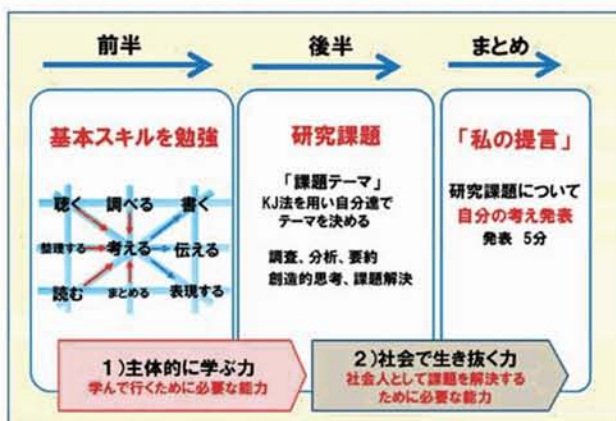 前半
後半
まとめ
基本スキルを勉強
聴く 調べる 書く
整理する 考える 伝える
読む まとめる 表現する
研究課題
「課題テーマ」
KJ法を用い自分達で
テーマを決める
調査、分析、要約
創造的思考、課題解決
「私の提言」
研究課題について
自分の考え発表
発表 5分
1)主体的に学ぶ力
学んで行くために必要な能力
2)社会で生き抜く力
社会人として課題を解決する
ために必要な能力